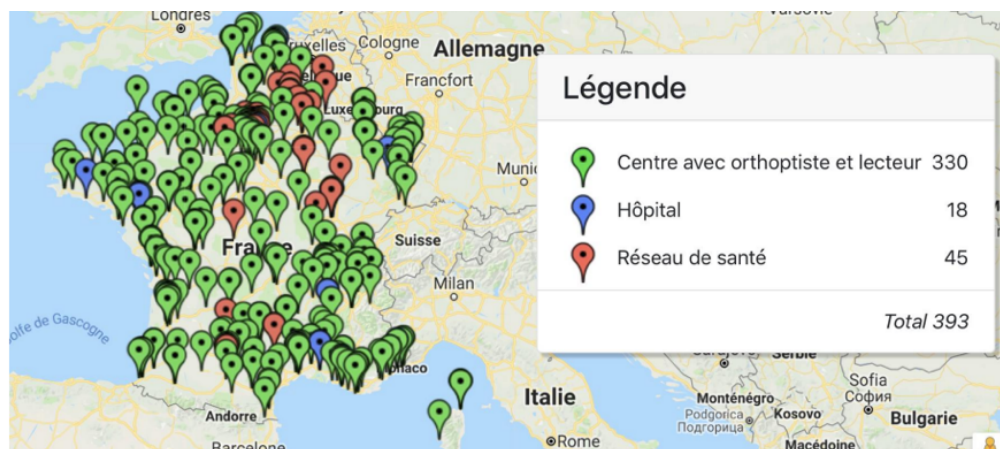 Londres
Varsovie
Bruxelles
Cologne
Allemagne
Belgique
Francfort
Luxembourg
Légende
Centre avec orthoptiste et lecteur 330
Hôpital 18
Réseau de santé 45
Total 393
France
Suisse
Milan
Golfe de Gascogne
Monaco
Serbie
Italie
Monténégro
Podgorica
Подгорица
Kosovo
Sofia
София
Bulgarie
Andorre
Barcelone
Rome
Macédoine